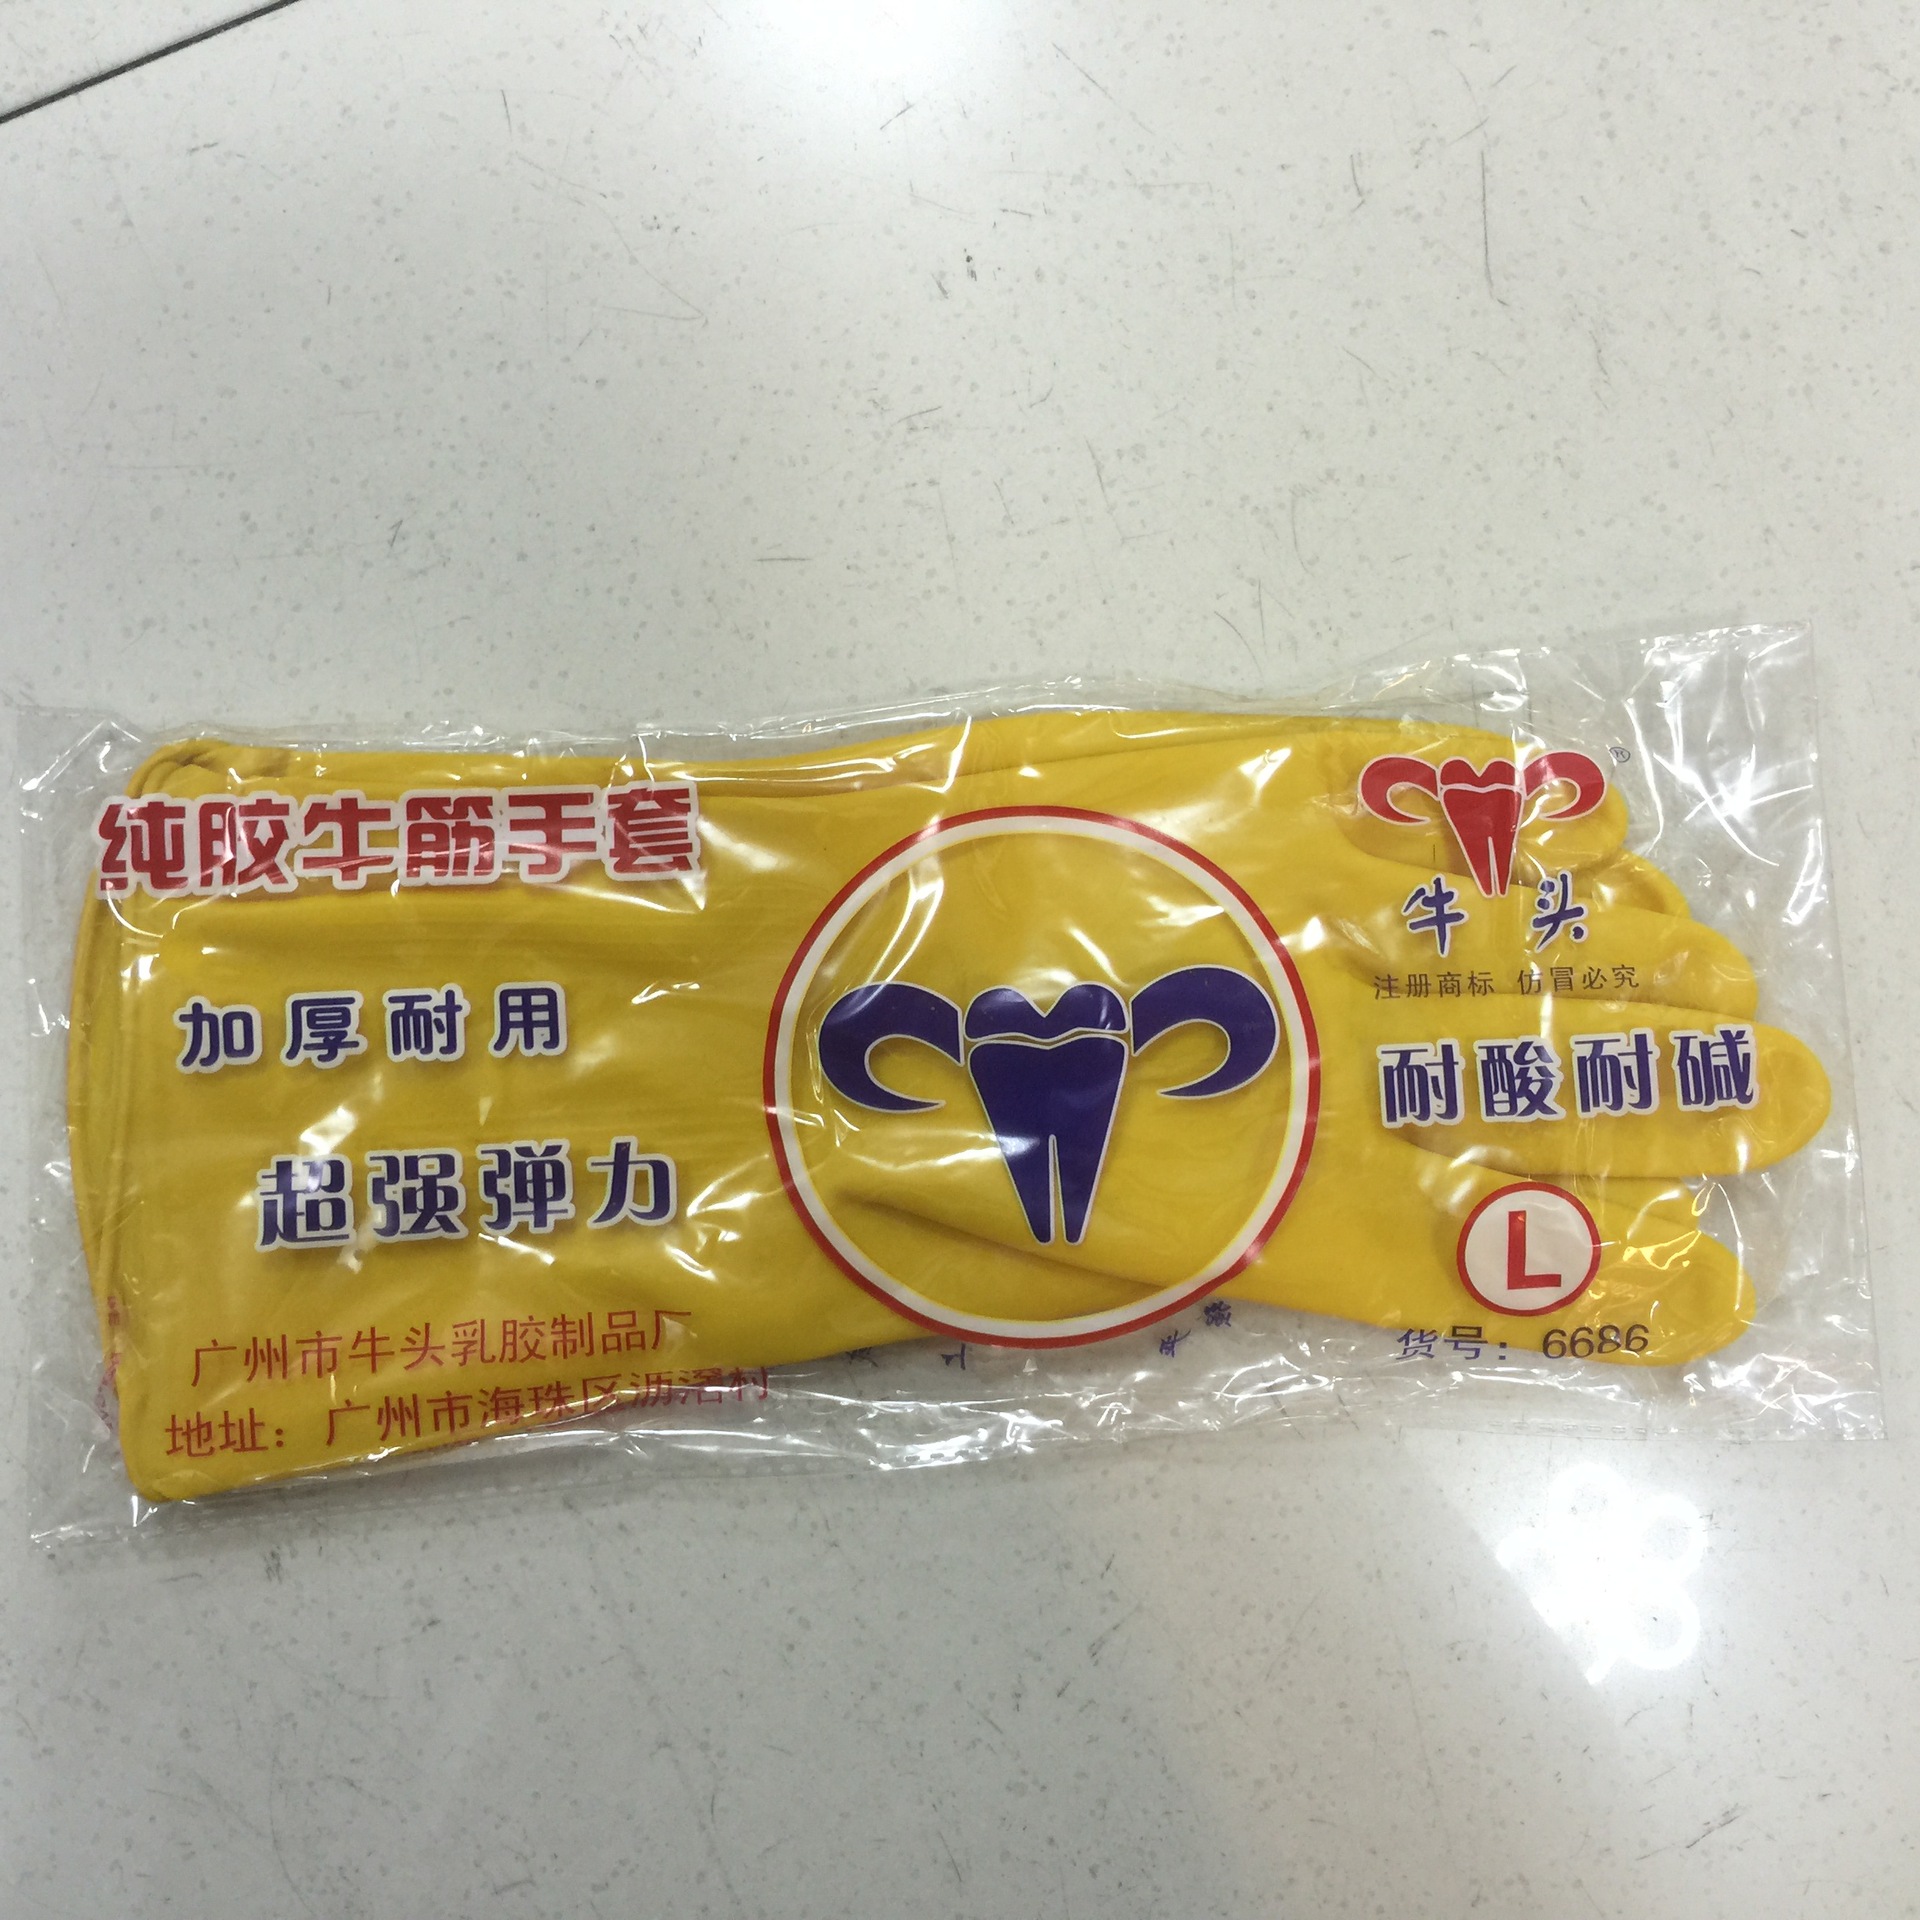 纯胶牛筋手套
加厚耐用
超强弹力
广州市牛头乳胶制品厂
地址：广州市海珠区沥滘村
®
牛头
注册商标 仿冒必究
耐酸耐碱
L
货号：6686